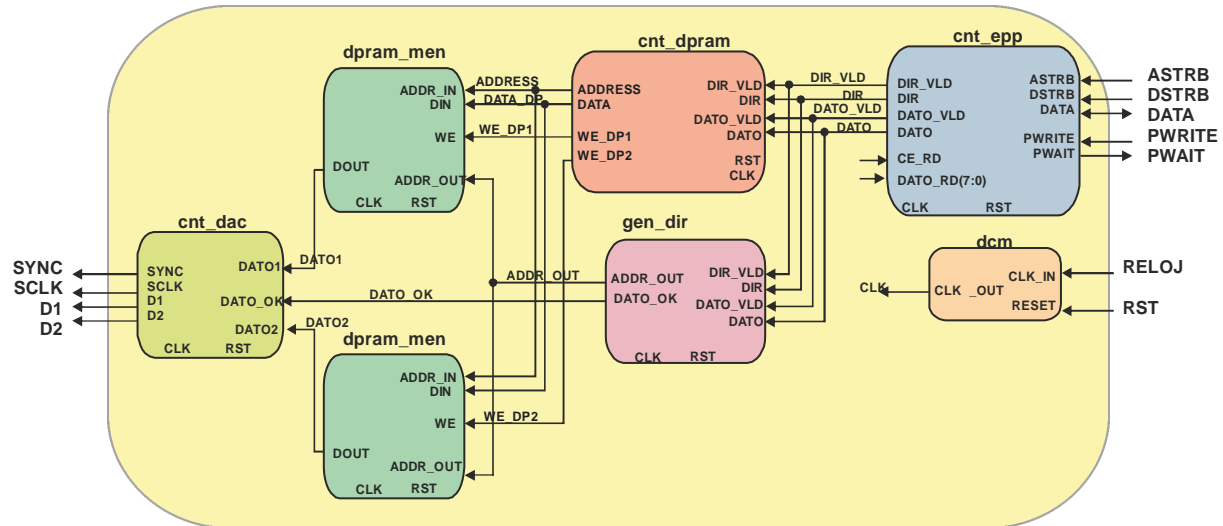 dpram_men
ADDR_IN
DIN
WE
DOUT
ADDR_OUT
CLK RST
ADDRESS
DATA_DP
WE_DP1
cnt_dpram
ADDRESS
DATA
WE_DP1
WE_DP2
DIR_VLD
DIR
DATO_VLD
DATO
RST
CLK
DIR_VLD
DIR
DATO_VLD
DATO
cnt_epp
DIR_VLD
DIR
DATO_VLD
DATO
CE_RD
DATO_RD(7:0)
CLK RST
ASTRB
DSTRB
DATA
PWRITE
PWAIT
ASTRB
DSTRB
DATA
PWRITE
PWAIT
cnt_dac
SYNC
SCLK
D1
D2
SYNC
SCLK
D1
D2
DATO1
DATO_OK
DATO2
CLK RST
DATO1
DATO2
DATO_OK
ADDR_OUT
gen_dir
ADDR_OUT
DATO_OK
DIR_VLD
DIR
DATO_VLD
DATO
CLK RST
dcm
CLK_IN
CLK _OUT
RESET
CLK
RELOJ
RST
dpram_men
ADDR_IN
DIN
WE
DOUT
ADDR_OUT
CLK RST
WE_DP2